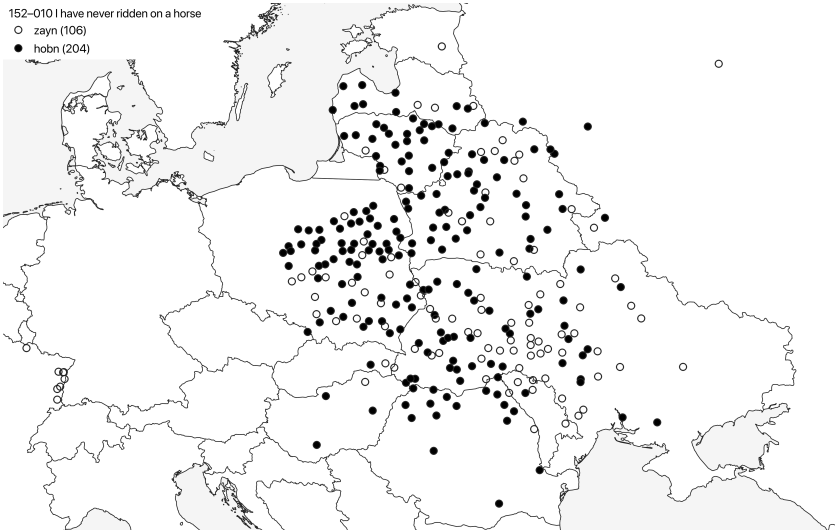 152–010 I have never ridden on a horse
zayn (106)
hobn (204)